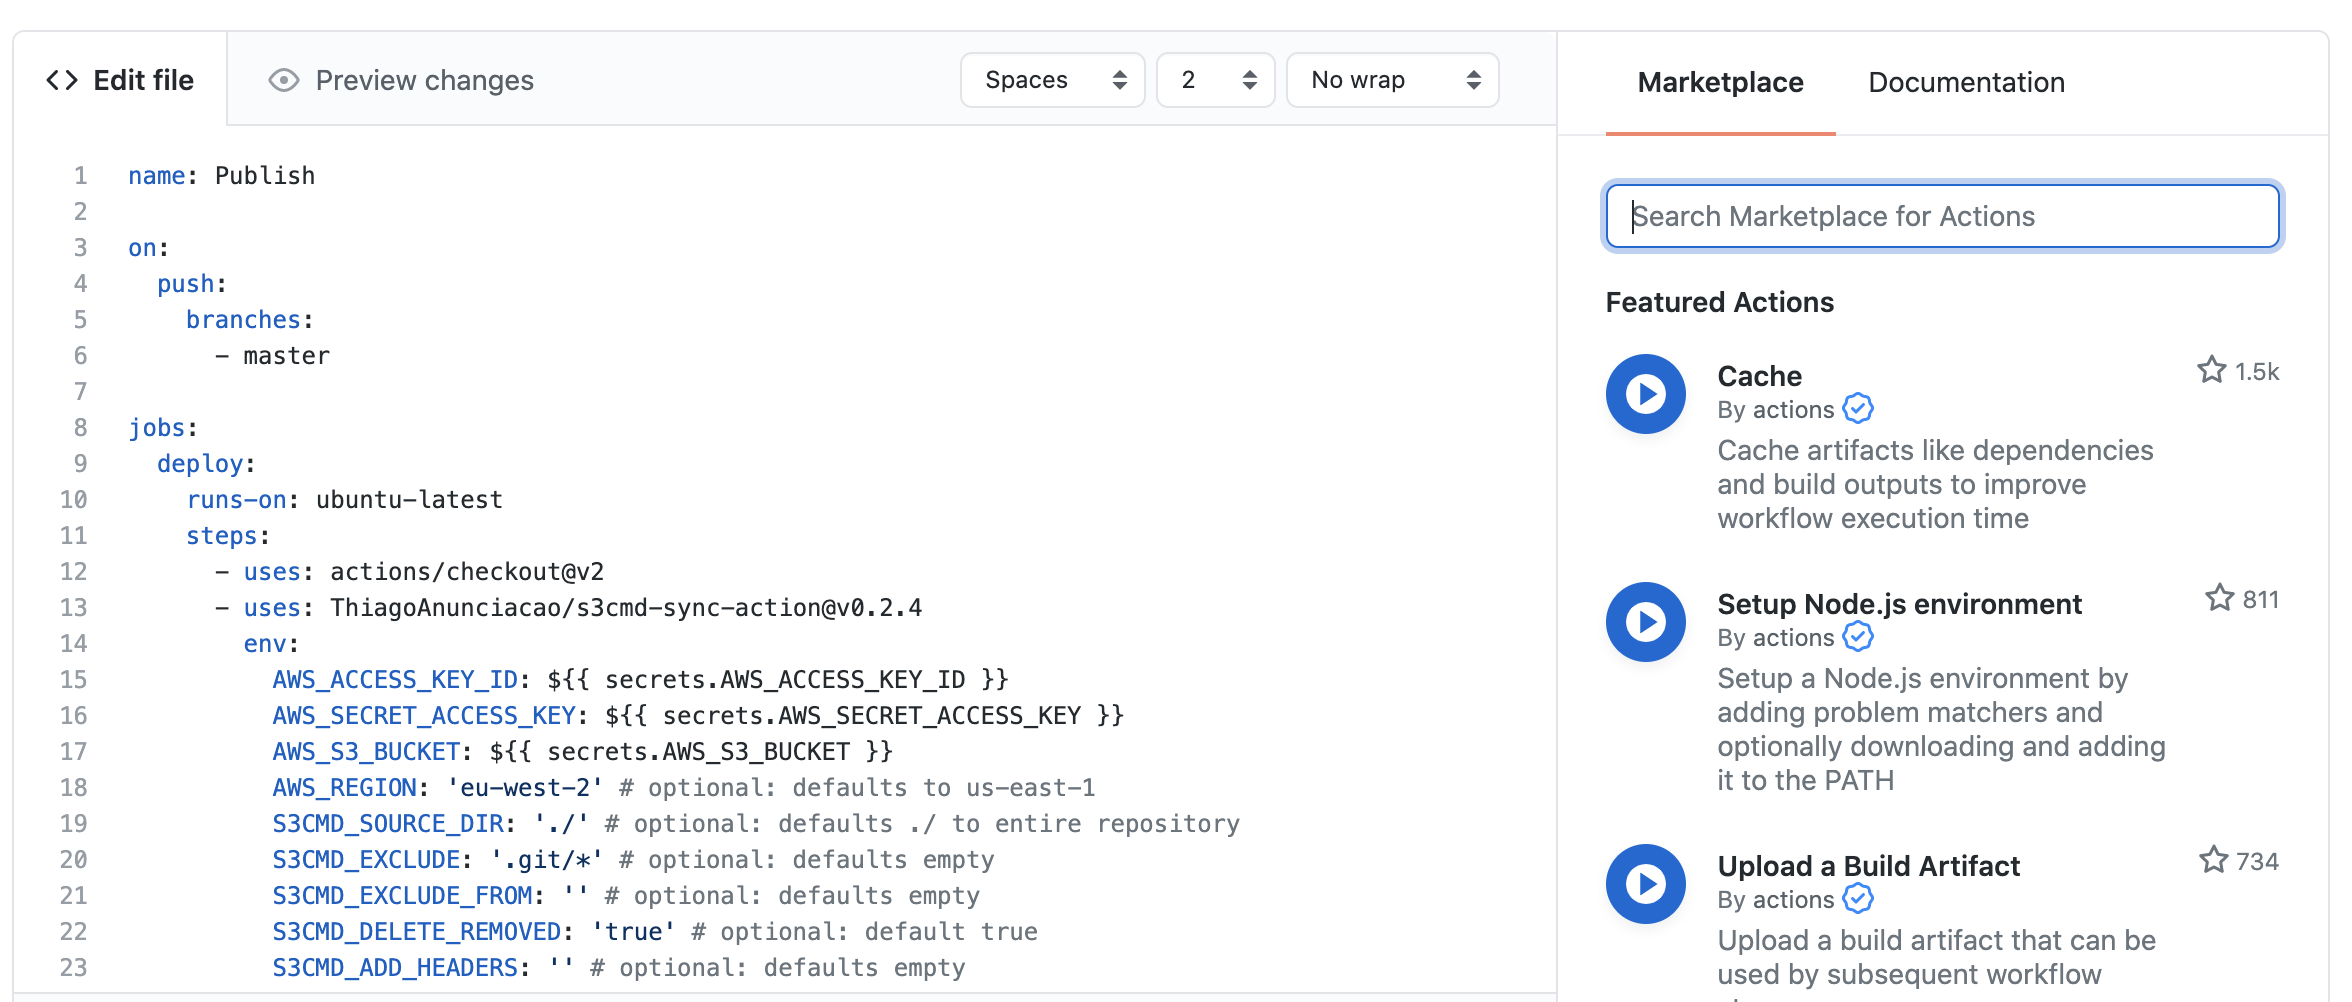 Edit file
Preview changes
Spaces
2
No wrap
1 name: Publish
2
3 on:
4   push:
5     branches:
6       - master
7
8 jobs:
9   deploy:
10     runs-on: ubuntu-latest
11     steps:
12       - uses: actions/checkout@v2
13       - uses: ThiagoAnunciacao/s3cmd-sync-action@v0.2.4
14         env:
15           AWS_ACCESS_KEY_ID: ${{ secrets.AWS_ACCESS_KEY_ID }}
16           AWS_SECRET_ACCESS_KEY: ${{ secrets.AWS_SECRET_ACCESS_KEY }}
17           AWS_S3_BUCKET: ${{ secrets.AWS_S3_BUCKET }}
18           AWS_REGION: 'eu-west-2' # optional: defaults to us-east-1
19           S3CMD_SOURCE_DIR: './' # optional: defaults ./ to entire repository
20           S3CMD_EXCLUDE: '.git/*' # optional: defaults empty
21           S3CMD_EXCLUDE_FROM: '' # optional: defaults empty
22           S3CMD_DELETE_REMOVED: 'true' # optional: default true
23           S3CMD_ADD_HEADERS: '' # optional: defaults empty
Marketplace
Documentation
Search Marketplace for Actions
Featured Actions
Cache
1.5k
By actions
Cache artifacts like dependencies
and build outputs to improve
workflow execution time
Setup Node.js environment
811
By actions
Setup a Node.js environment by
adding problem matchers and
optionally downloading and adding
it to the PATH
Upload a Build Artifact
734
By actions
Upload a build artifact that can be
used by subsequent workflow